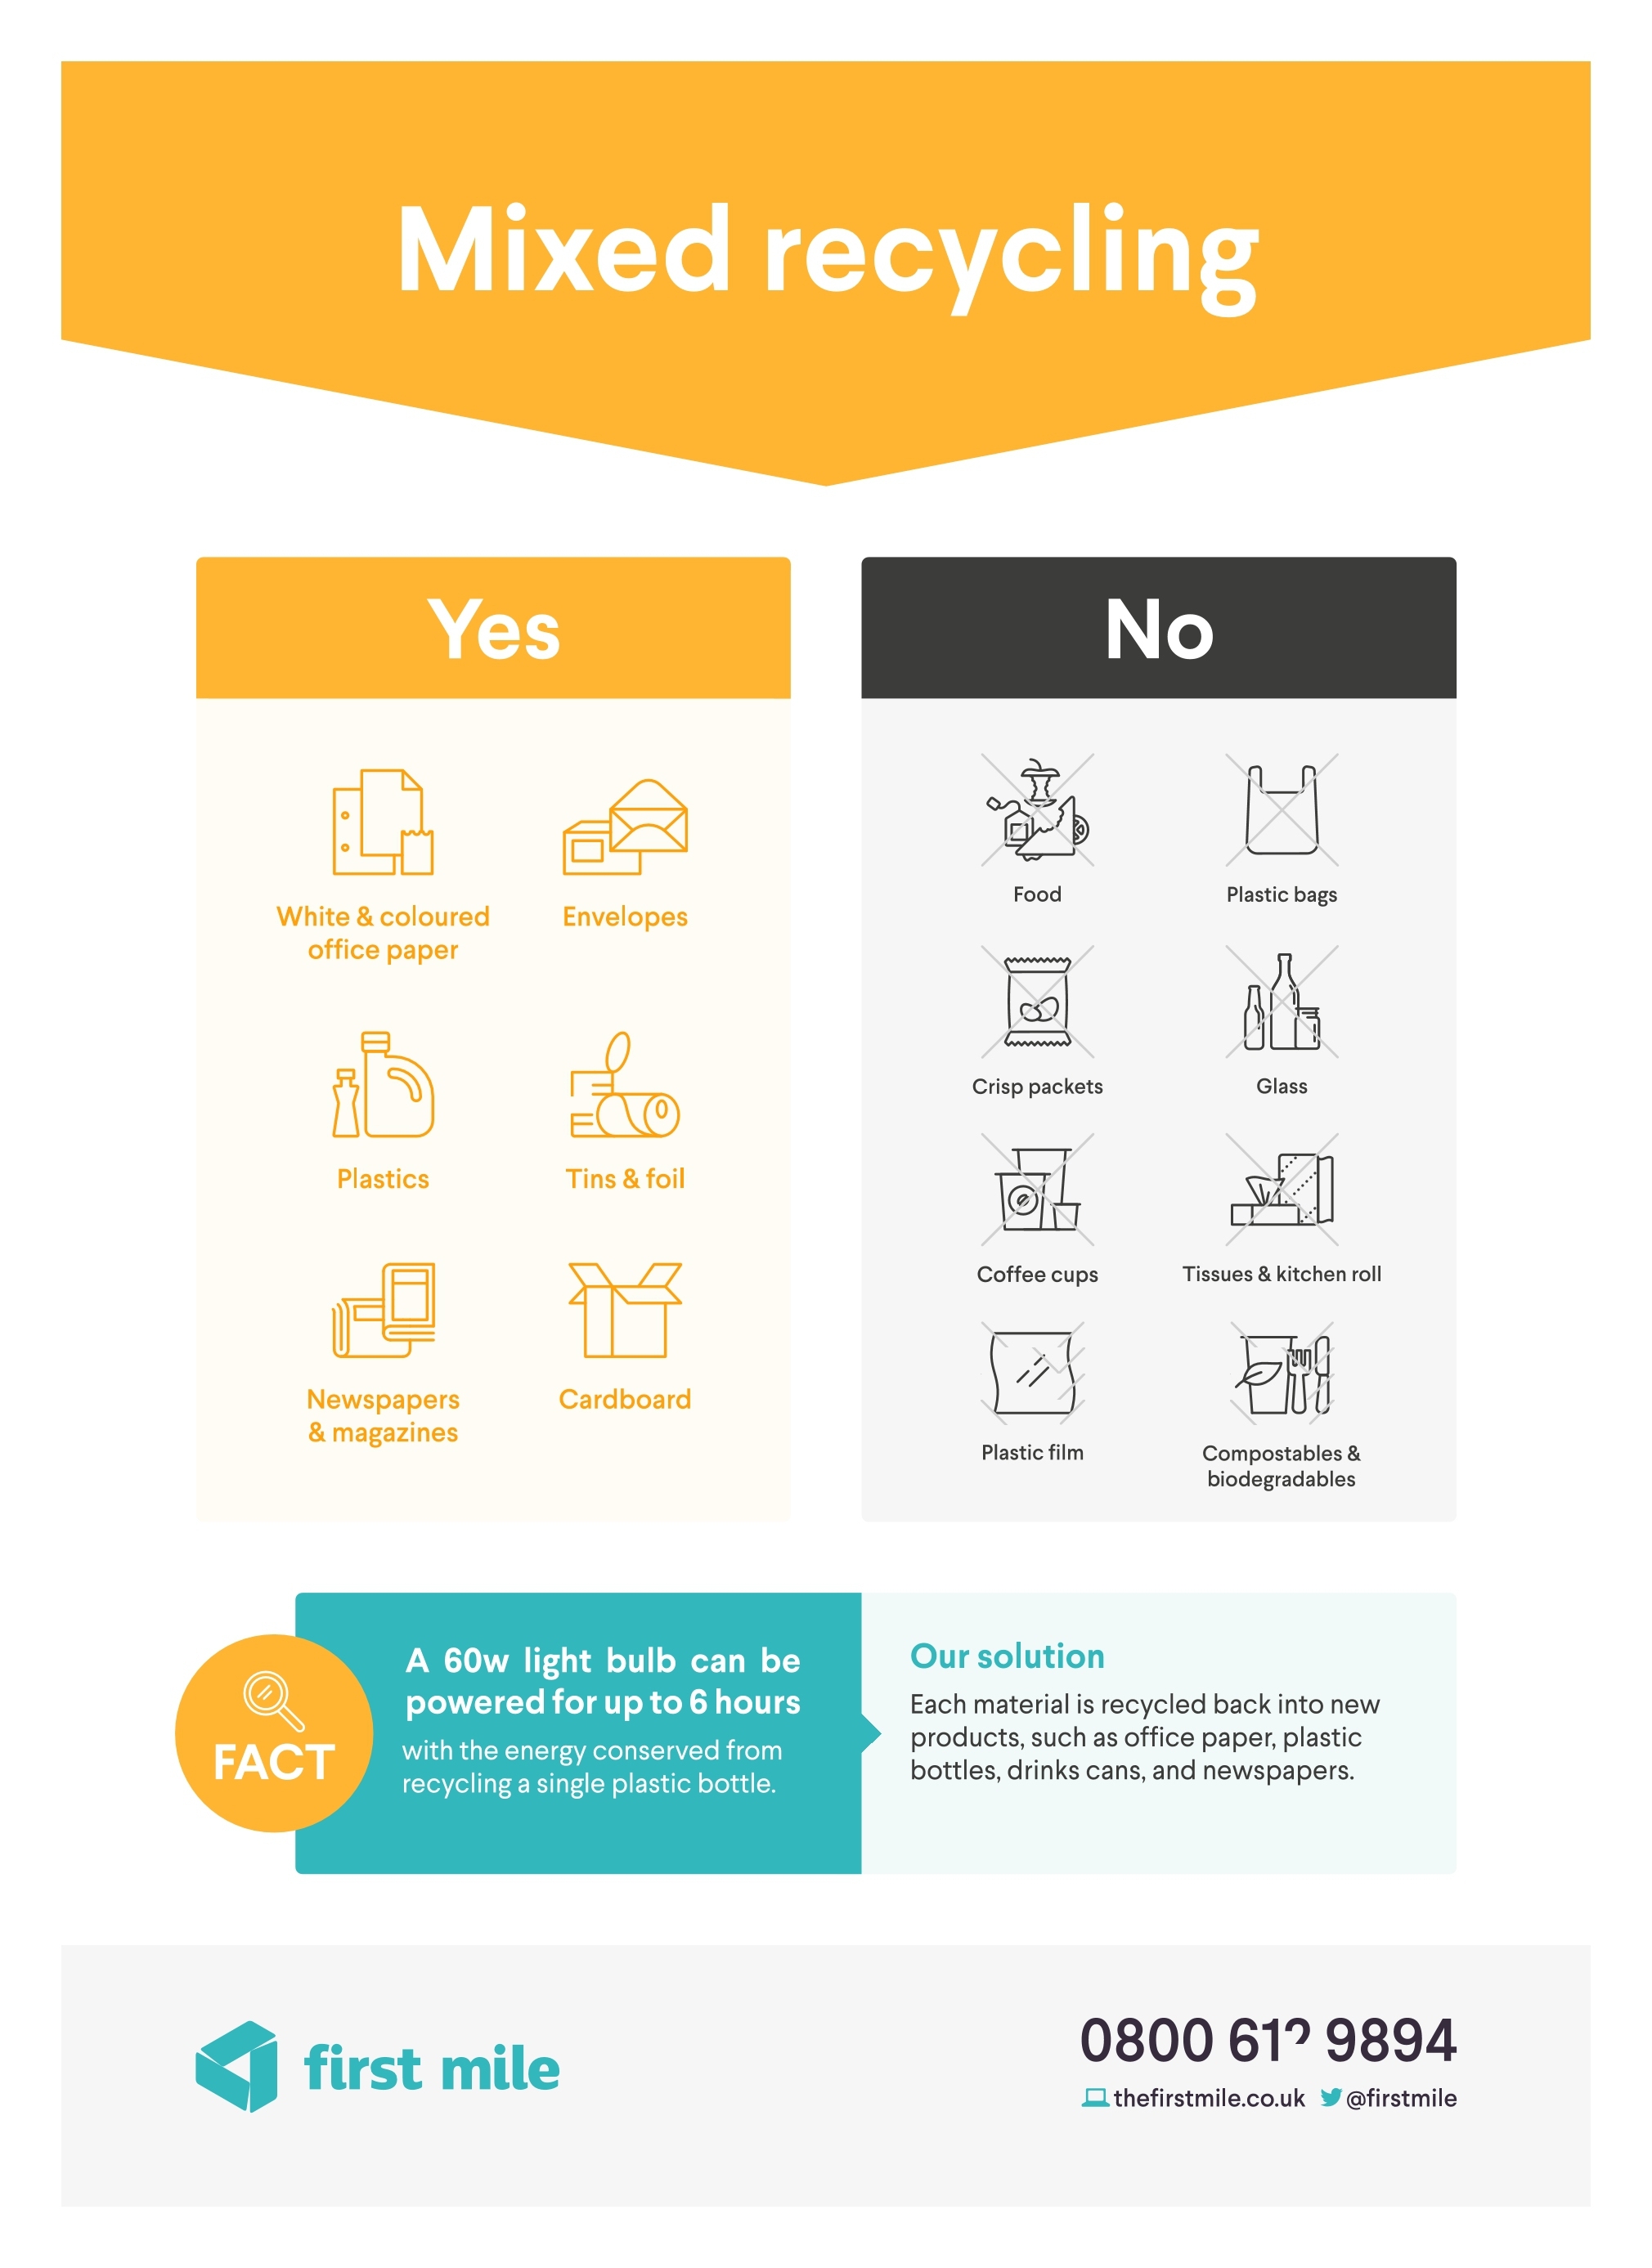 Mixed recycling
Yes
White & coloured
office paper
Envelopes
Plastics
Tins & foil
Newspapers
& magazines
Cardboard
No
Food
Plastic bags
Crisp packets
Glass
Coffee cups
Tissues & kitchen roll
Plastic film
Compostables &
biodegradables
FACT
A 60w light bulb can be
powered for up to 6 hours
with the energy conserved from
recycling a single plastic bottle.
Our solution
Each material is recycled back into new
products, such as office paper, plastic
bottles, drinks cans, and newspapers.
first mile
0800 9894
thefirstmile.co.uk @firstmile